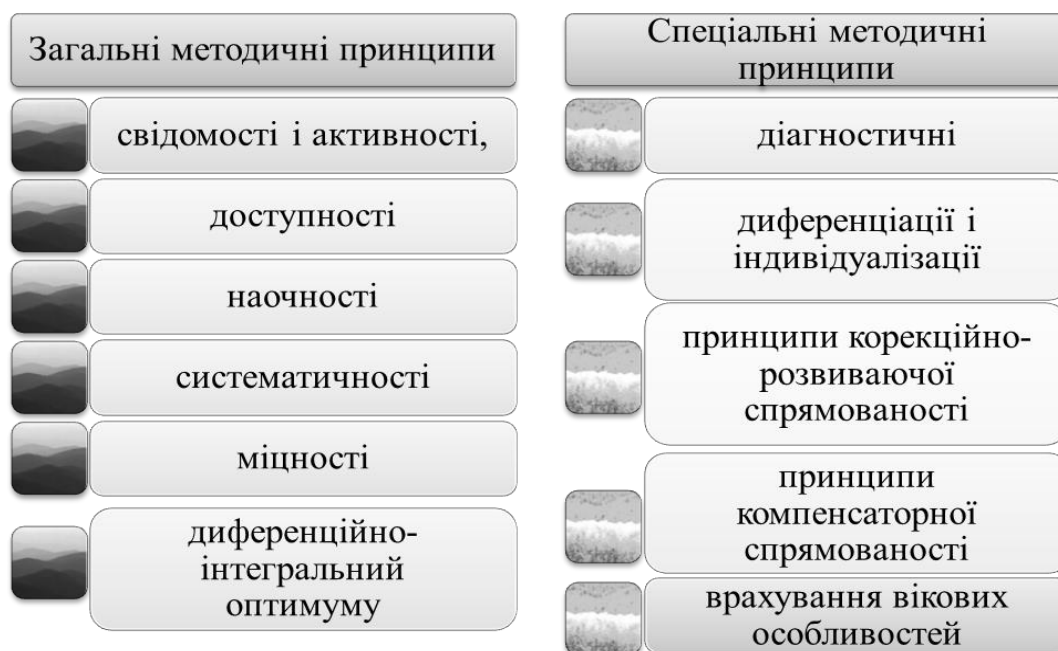 Загальні методичні принципи
свідомості і активності,
доступності
наочності
систематичності
міцності
диференційно-
інтегральний
оптимуму
Спеціальні методичні
принципи
діагностичні
диференціації і
індивідуалізації
принципи корекційно-
розвиваючої
спрямованості
принципи
компенсаторної
спрямованості
врахування вікових
особливостей